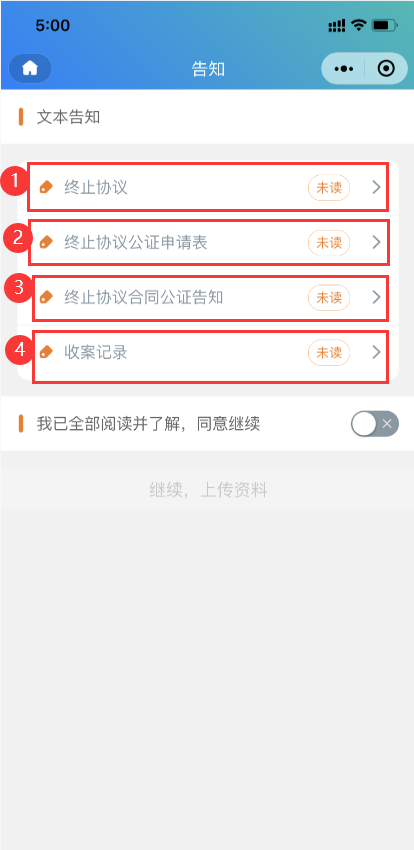 5:00
告知
文本告知
1 终止协议 未读
2 终止协议公证申请表 未读
3 终止协议合同公证告知 未读
4 收案记录 未读
我已全部阅读并了解，同意继续
继续，上传资料